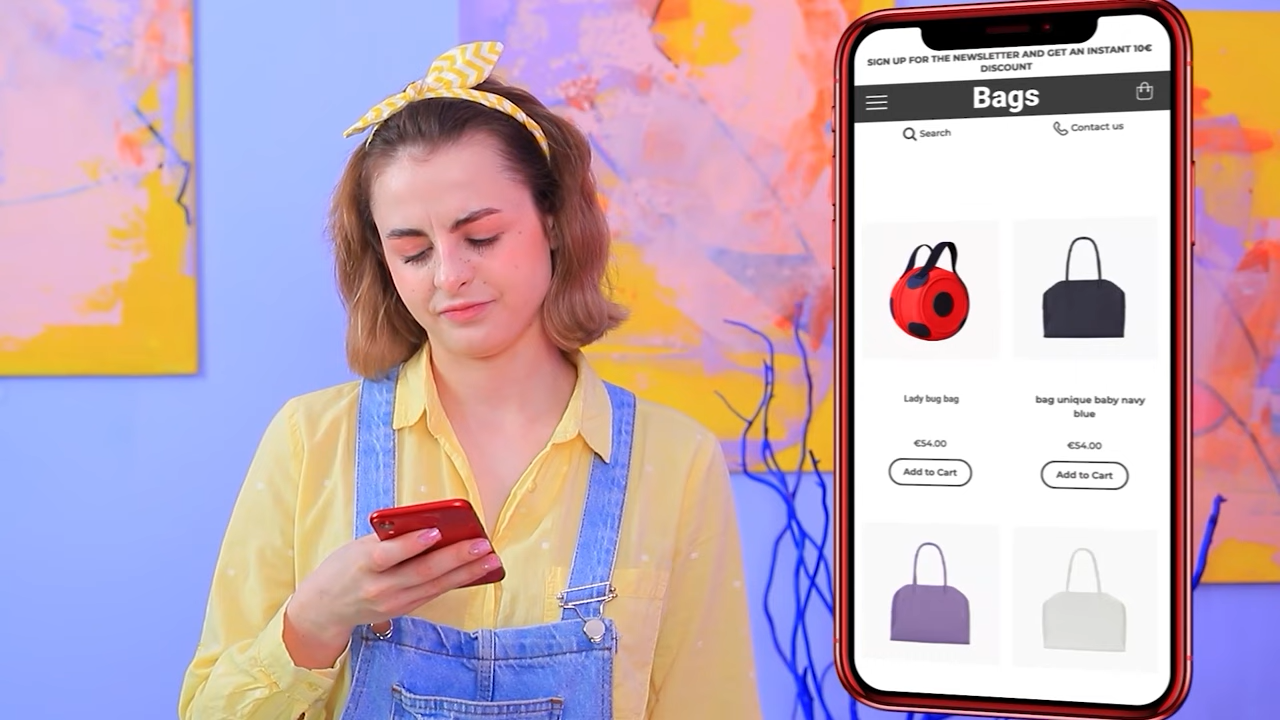 SIGN UP FOR THE NEWSLETTER AND GET AN INSTANT 10€
DISCOUNT
Bags
Search
Contact us
Lady bug bag
bag unique baby navy
blue
€54.00
€54.00
Add to Cart
Add to Cart